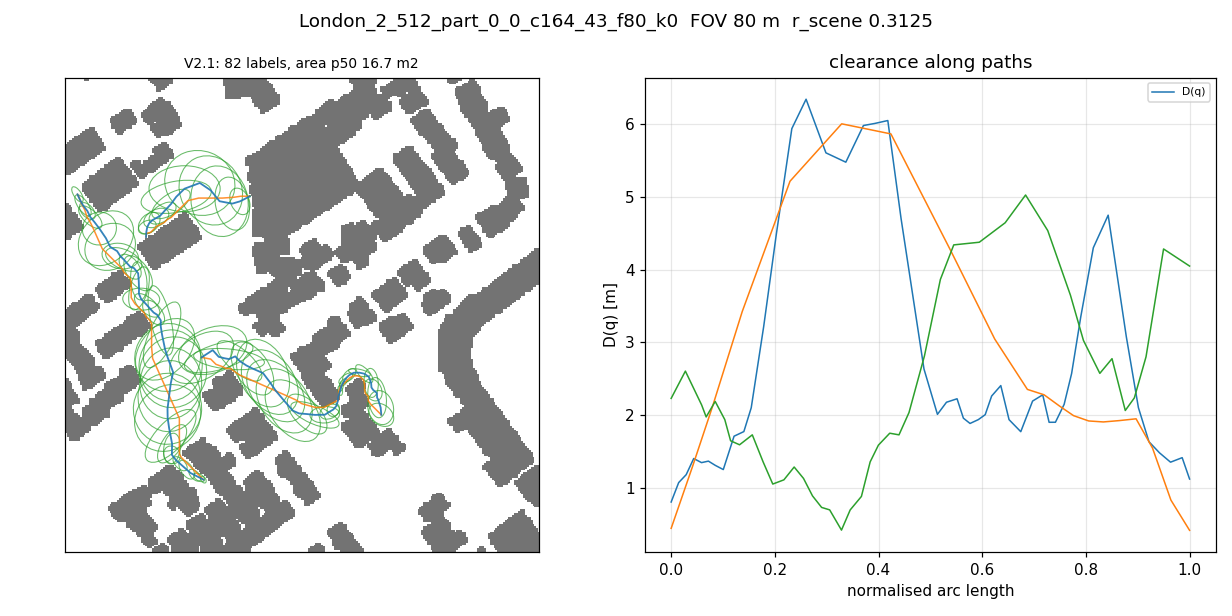 London_2_512_part_0_0_c164_43_f80_k0  FOV 80 m  r_scene 0.3125
V2.1: 82 labels, area p50 16.7 m2
clearance along paths
D(q)
D(q) [m]
6
5
4
3
2
1
0.0 0.2 0.4 0.6 0.8 1.0
normalised arc length